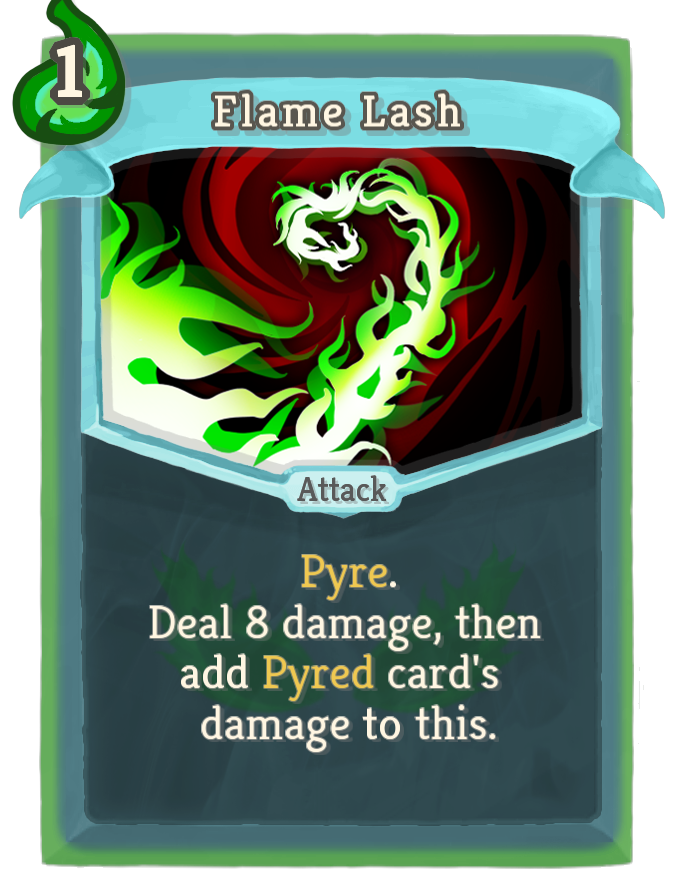 1
Flame Lash
Attack
Pyre.
Deal 8 damage, then
add Pyred card's
damage to this.